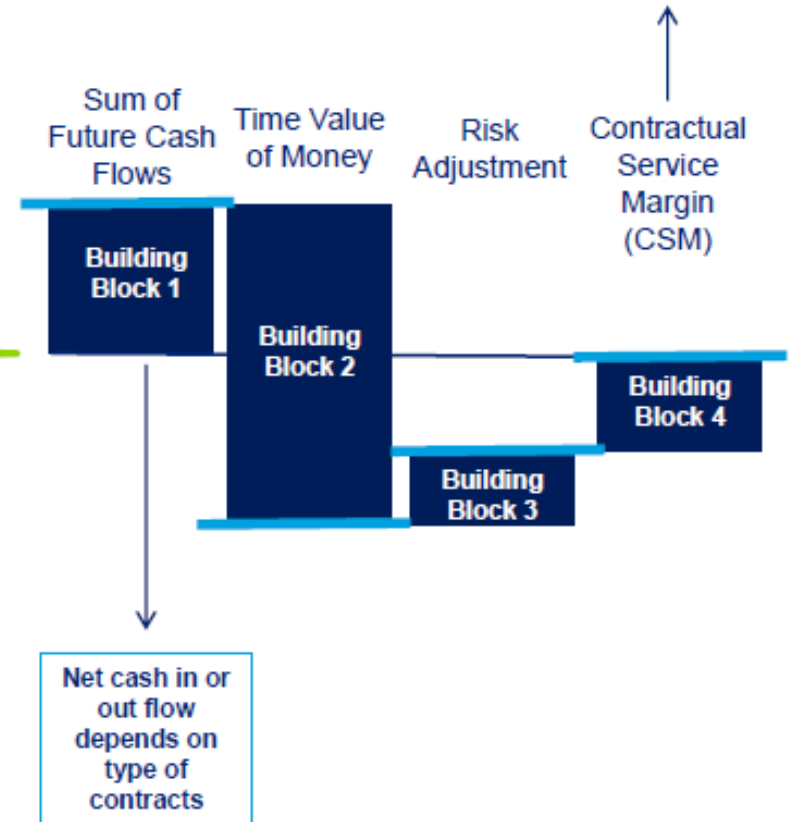 Sum of
Future Cash
Flows
Time Value
of Money
Risk
Adjustment
Contractual
Service
Margin
(CSM)
Building
Block 1
Building
Block 2
Building
Block 3
Building
Block 4
Net cash in or
out flow
depends on
type of
contracts